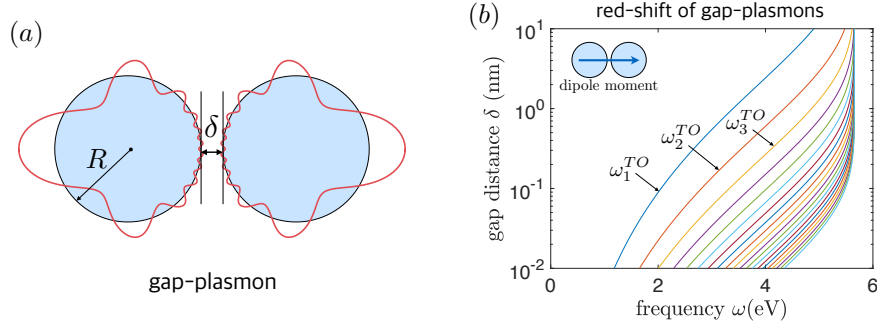 (a)
R
δ
gap-plasmon
(b)
red-shift of gap-plasmons
gap distance δ (nm)
10^1
10^0
10^-1
10^-2
dipole moment
ω_1^{TO}
ω_2^{TO}
ω_3^{TO}
0
2
4
6
frequency ω(eV)